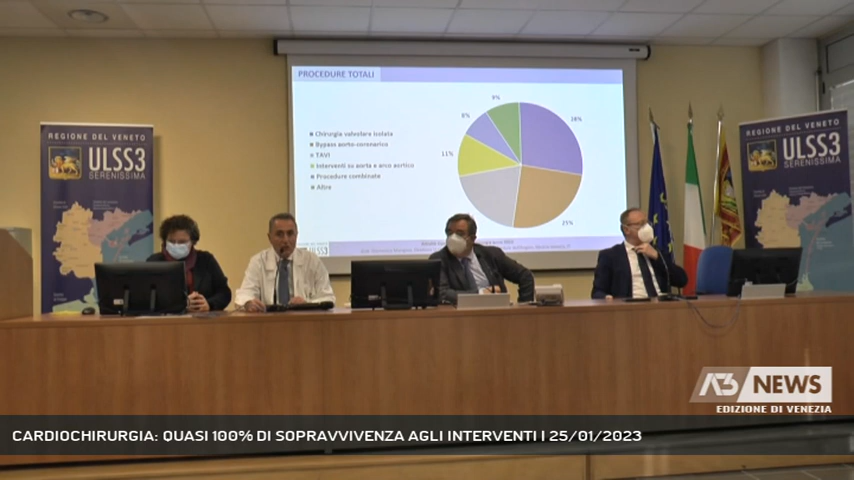 PROCEDURE TOTALI
9%
28%
8%
11%
25%
Chirurgia valvolare isolata
Bypass aorto-coronarico
TAVI
Interventi su aorta e arco aortico
Procedure combinate
Altre
REGIONE DEL VENETO
ULSS3
SERENISSIMA
REGIONE DEL VENETO
ULSS3
SERENISSIMA
ULSS3
A3 NEWS
EDIZIONE DI VENEZIA
CARDIOCHIRURGIA: QUASI 100% DI SOPRAVVIVENZA AGLI INTERVENTI | 25/01/2023